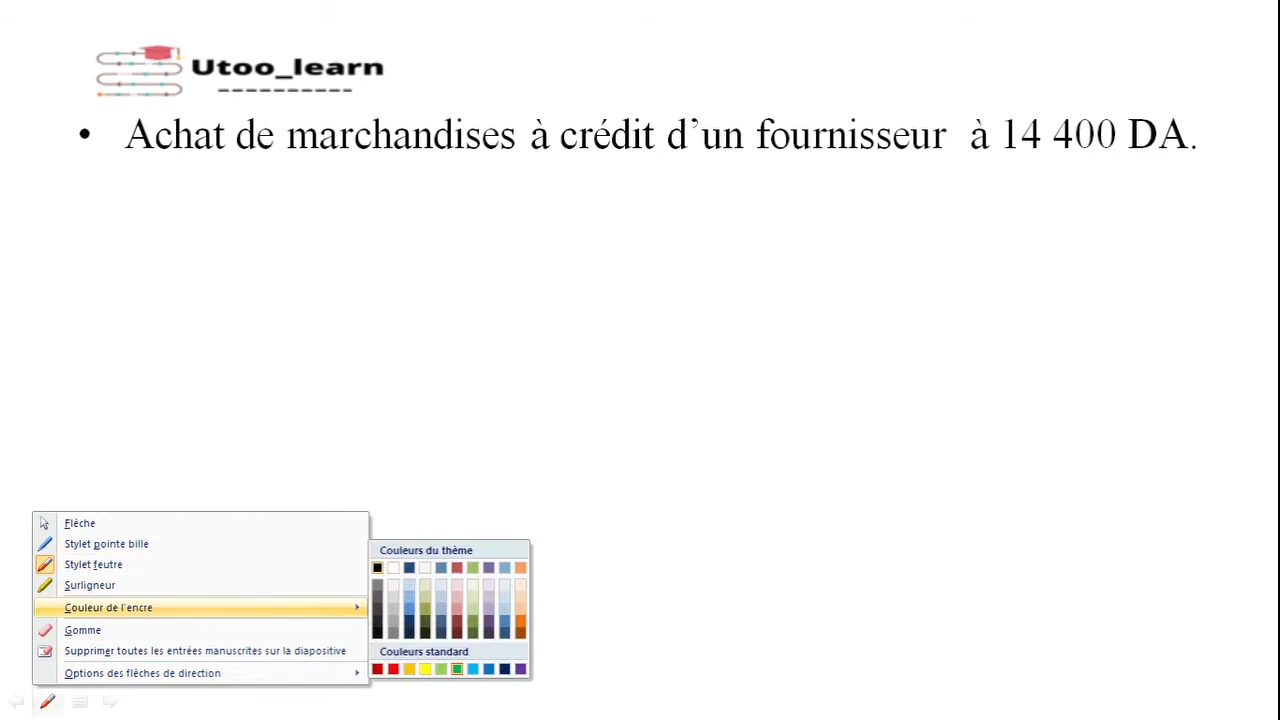 Utoo_learn
----------
• Achat de marchandises à crédit d’un fournisseur à 14 400 DA.
Flèche
Stylet pointe bille
Stylet feutre
Surligneur
Couleur de l'encre
Gomme
Supprimer toutes les entrées manuscrites sur la diapositive
Options des flèches de direction
Couleurs du thème
Couleurs standard